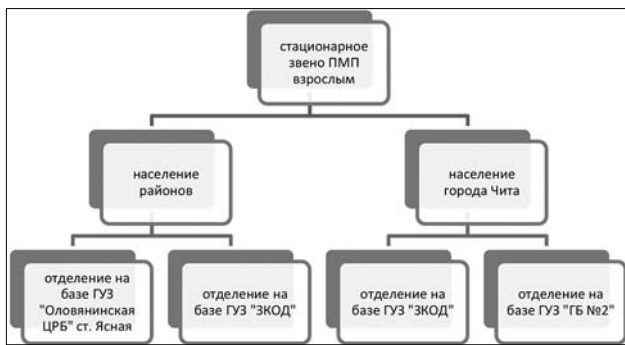 стационарное
звено ПМП
взрослым
население
районов
население
города Чита
отделение на
базе ГУЗ
"Оловянинская
ЦРБ" ст. Ясная
отделение на
базе ГУЗ "ЗКОД"
отделение на
базе ГУЗ "ЗКОД"
отделение на
базе ГУЗ "ГБ №2"